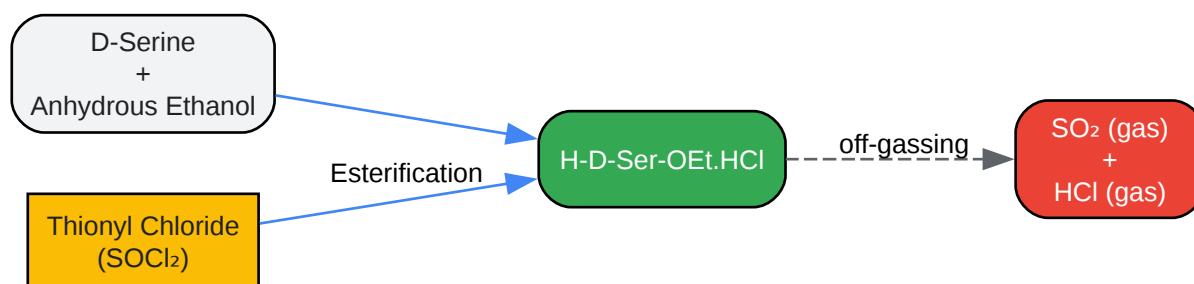 D-Serine
+
Anhydrous Ethanol
Esterification
Thionyl Chloride
(SOCl₂)
H-D-Ser-OEt.HCl
off-gassing
SO₂ (gas)
+
HCl (gas)